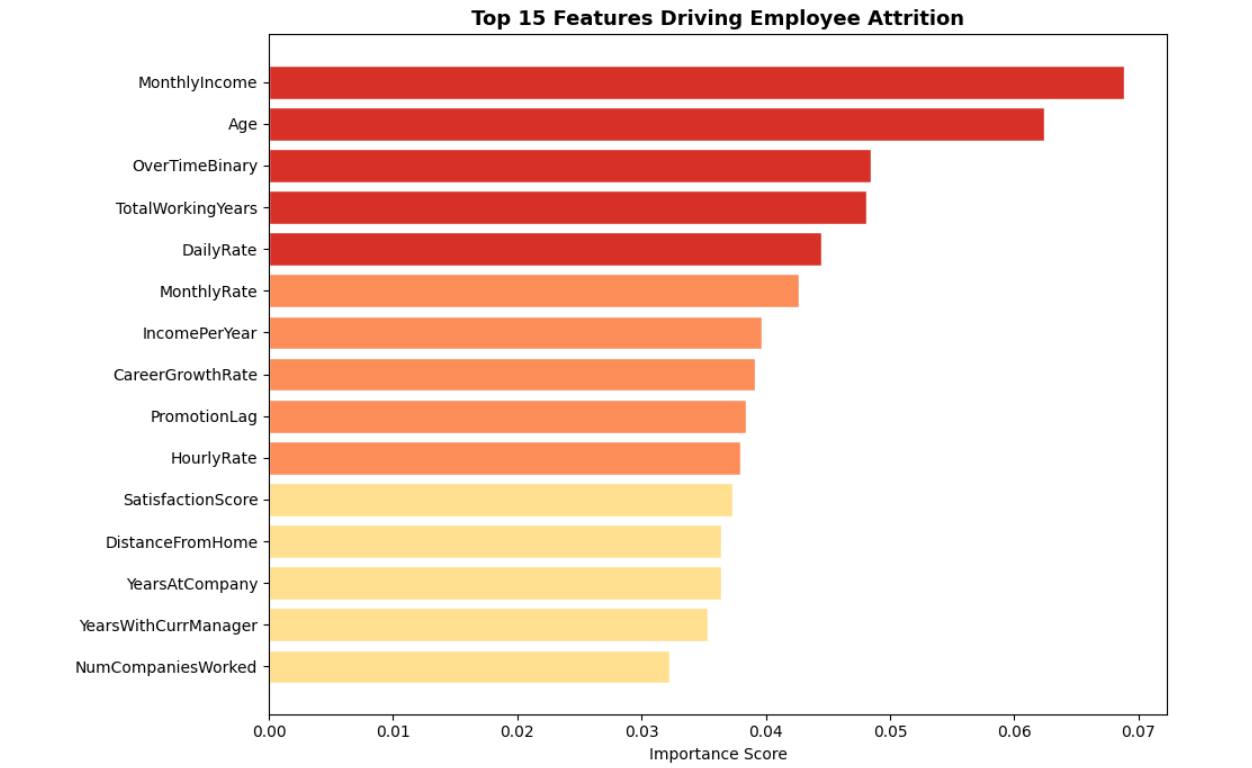 Top 15 Features Driving Employee Attrition
MonthlyIncome
Age
OverTimeBinary
TotalWorkingYears
DailyRate
MonthlyRate
IncomePerYear
CareerGrowthRate
PromotionLag
HourlyRate
SatisfactionScore
DistanceFromHome
YearsAtCompany
YearsWithCurrManager
NumCompaniesWorked
0.00 0.01 0.02 0.03 0.04 0.05 0.06 0.07
Importance Score